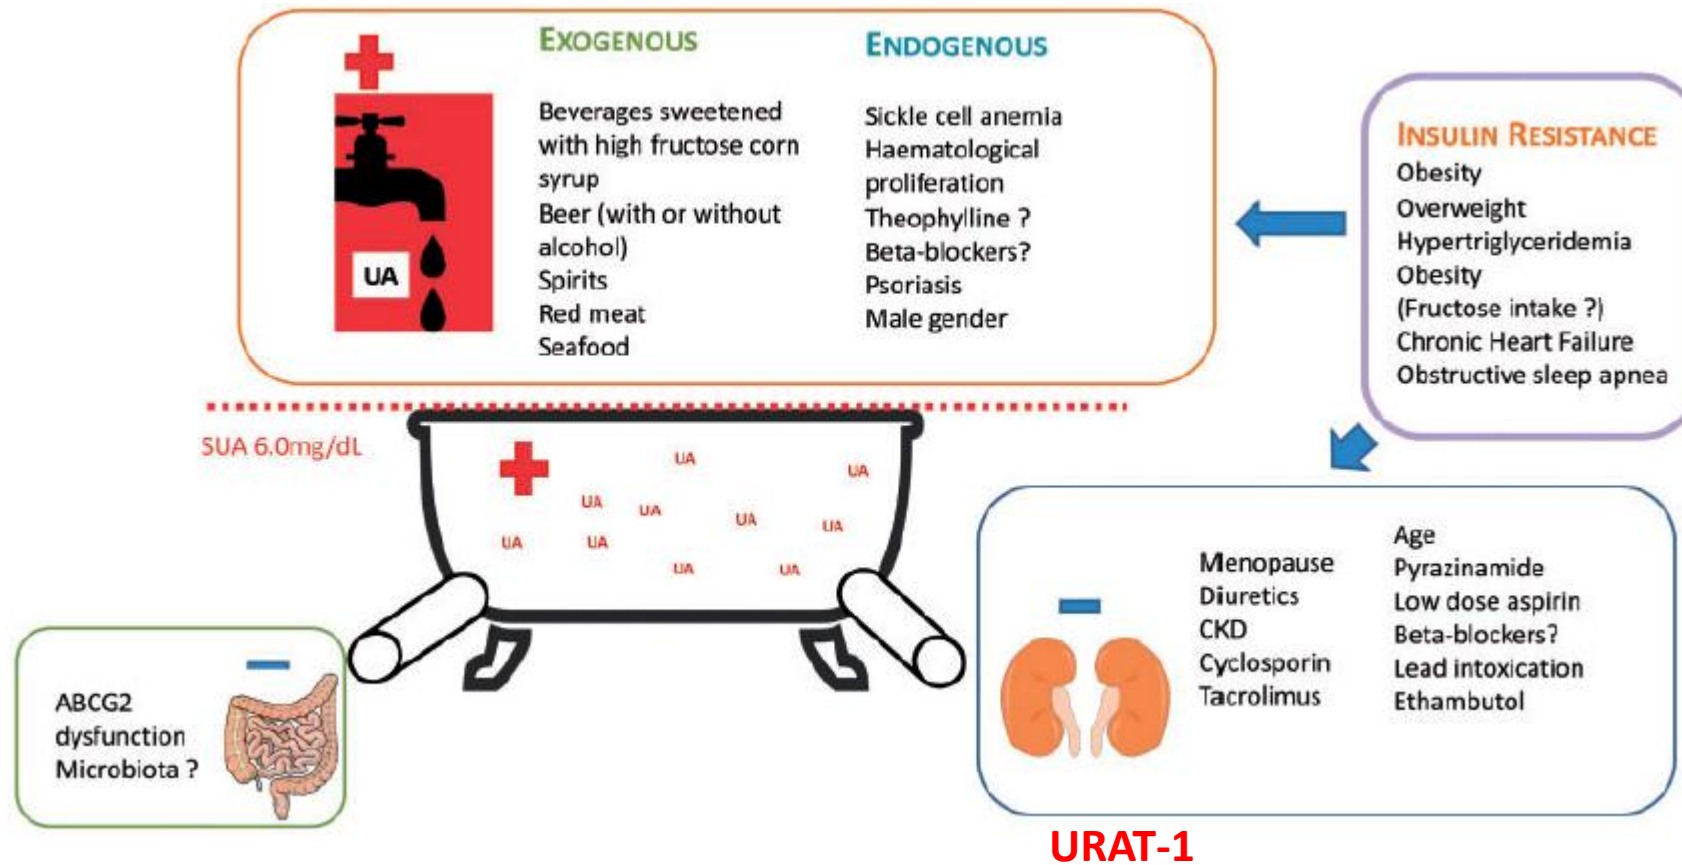 EXOGENOUS
Beverages sweetened
with high fructose corn
syrup
Beer (with or without
alcohol)
Spirits
Red meat
Seafood
ENDOGENOUS
Sickle cell anemia
Haematological
proliferation
Theophylline ?
Beta-blockers?
Psoriasis
Male gender
UA
INSULIN RESISTANCE
Obesity
Overweight
Hypertriglyceridemia
Obesity
(Fructose intake ?)
Chronic Heart Failure
Obstructive sleep apnea
SUA 6.0mg/dL
UA
UA
UA
UA
UA
UA
UA
UA
UA
UA
ABCG2
dysfunction
Microbiota ?
Menopause
Diuretics
CKD
Cyclosporin
Tacrolimus
Age
Pyrazinamide
Low dose aspirin
Beta-blockers?
Lead intoxication
Ethambutol
URAT-1